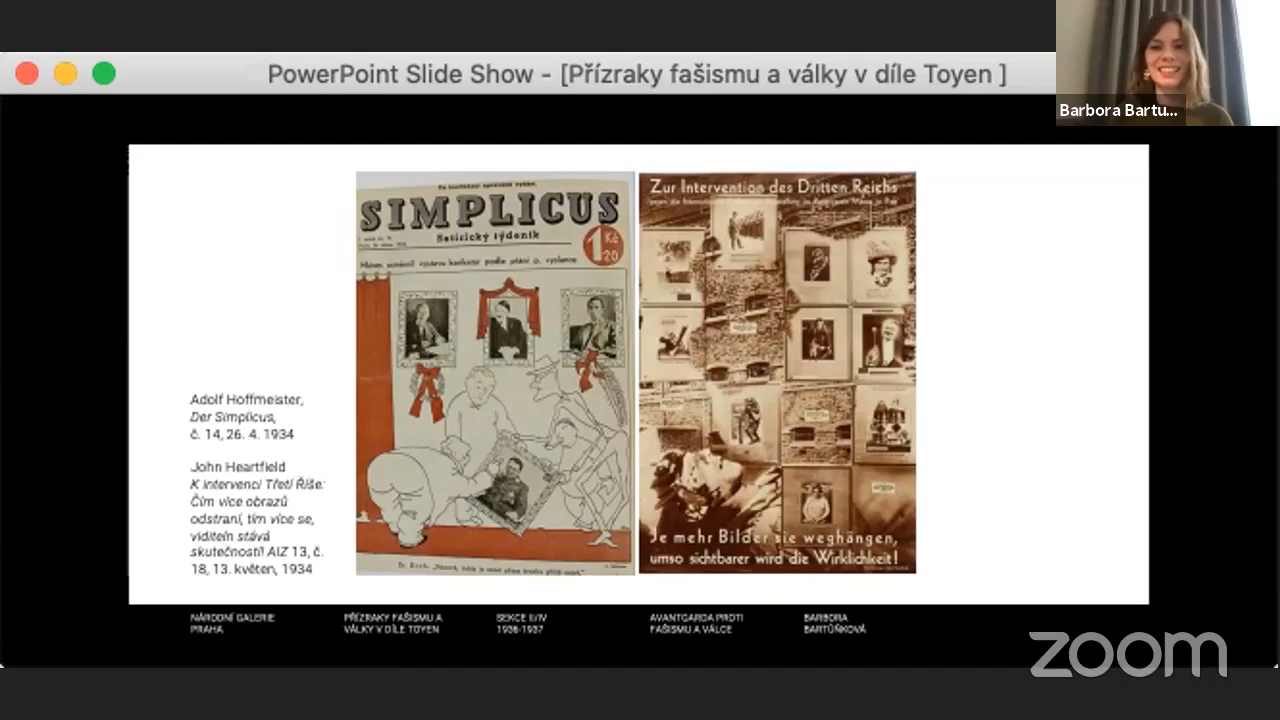 PowerPoint Slide Show - [Přízraky fašismu a války v díle Toyen ]
Barbora Bartu...
SIMPLICUS
Satirický týdeník
1 Kč
20
Zur Intervention des Dritten Reichs
Je mehr Bilder sie weghängen,
umso sichtbarer wird die Wirklichkeit!
Adolf Hoffmeister,
Der Simplicus,
č. 14, 26. 4. 1934
John Heartfield
K intervenci Třetí Říše:
Čím více obrazů
odstraní, tím více se,
viditeln stává
skutečností! AIZ 13, č.
18, 13. květen, 1934
NÁRODNÍ GALERIE
PRAHA
PŘÍZRAKY FAŠISMU A
VÁLKY V DÍLE TOYEN
SEKCE II/IV
1936-1937
AVANTGARDA PROTI
FAŠISMU A VÁLCE
BARBORA
BARTŮŇKOVÁ
zoom